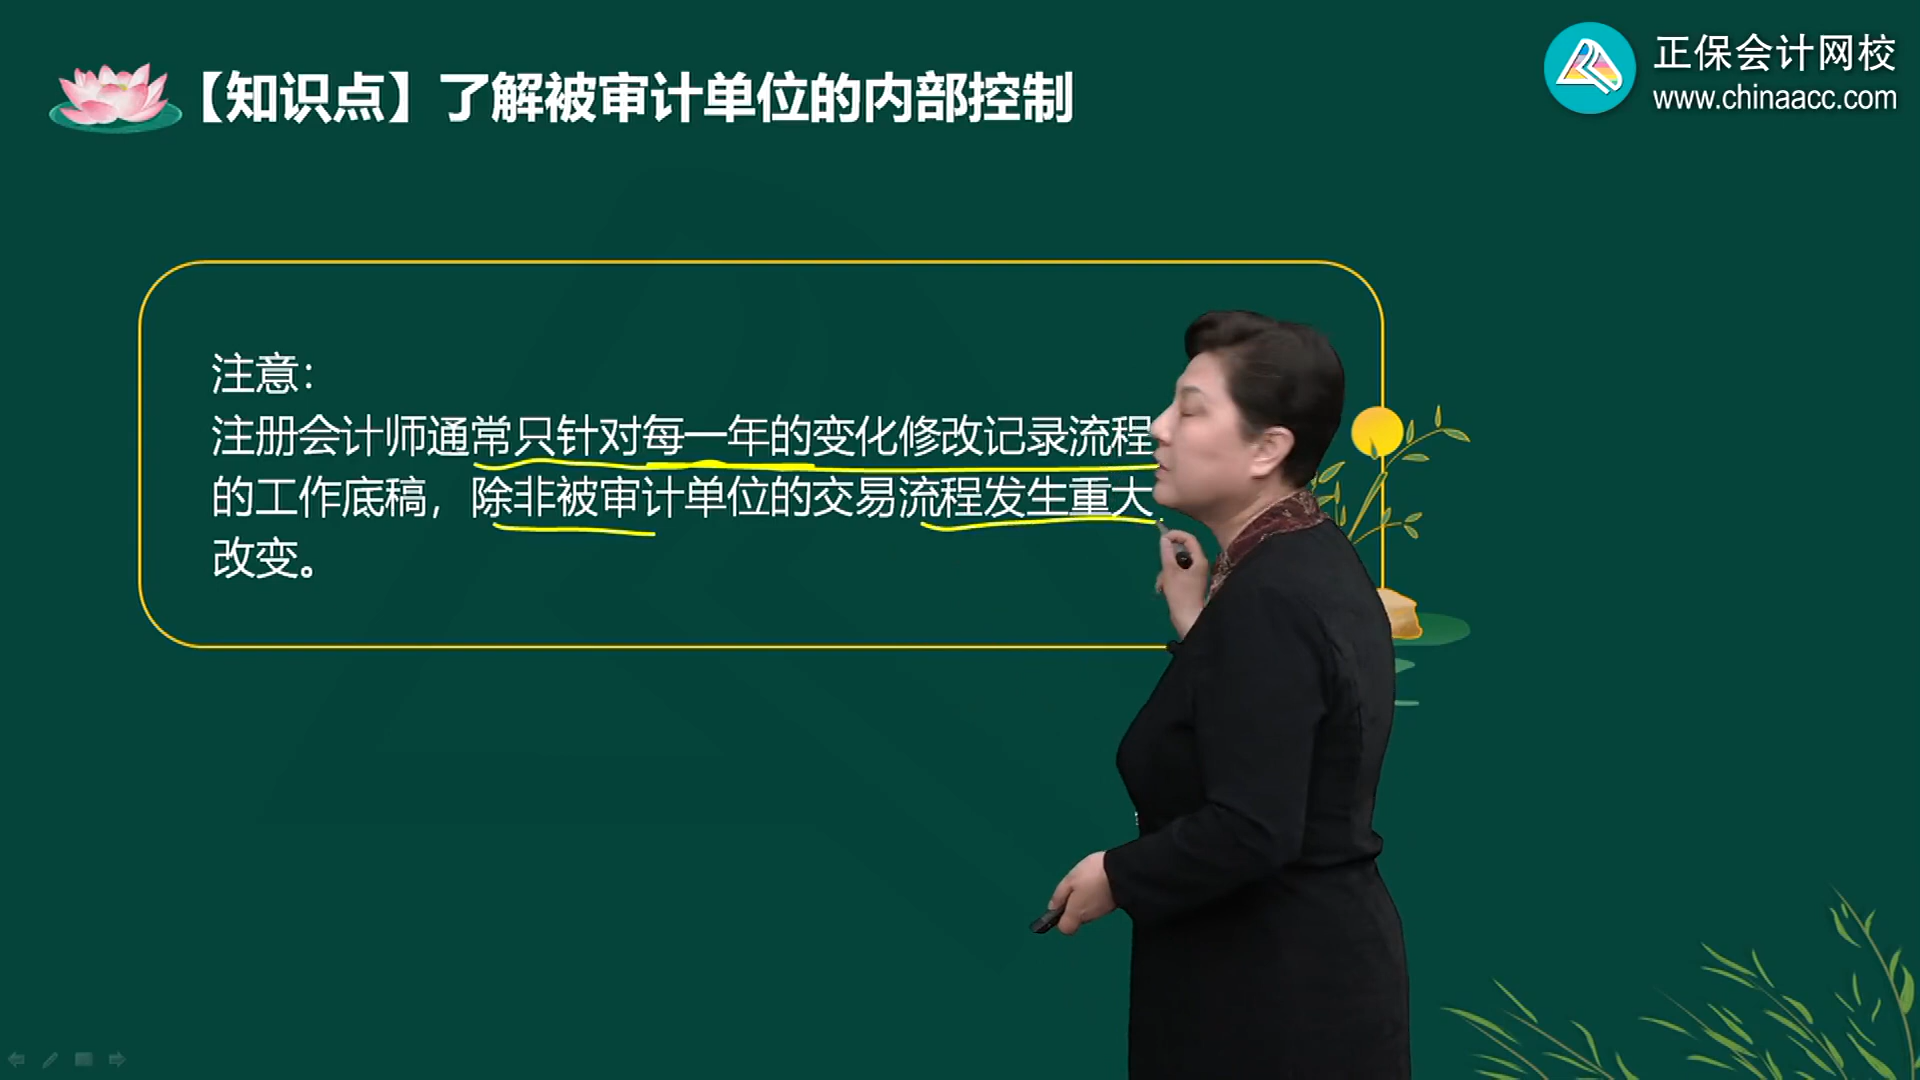 【知识点】了解被审计单位的内部控制
正保会计网校
www.chinaacc.com
注意：
注册会计师通常只针对每一年的变化修改记录流程
的工作底稿，除非被审计单位的交易流程发生重大
改变。